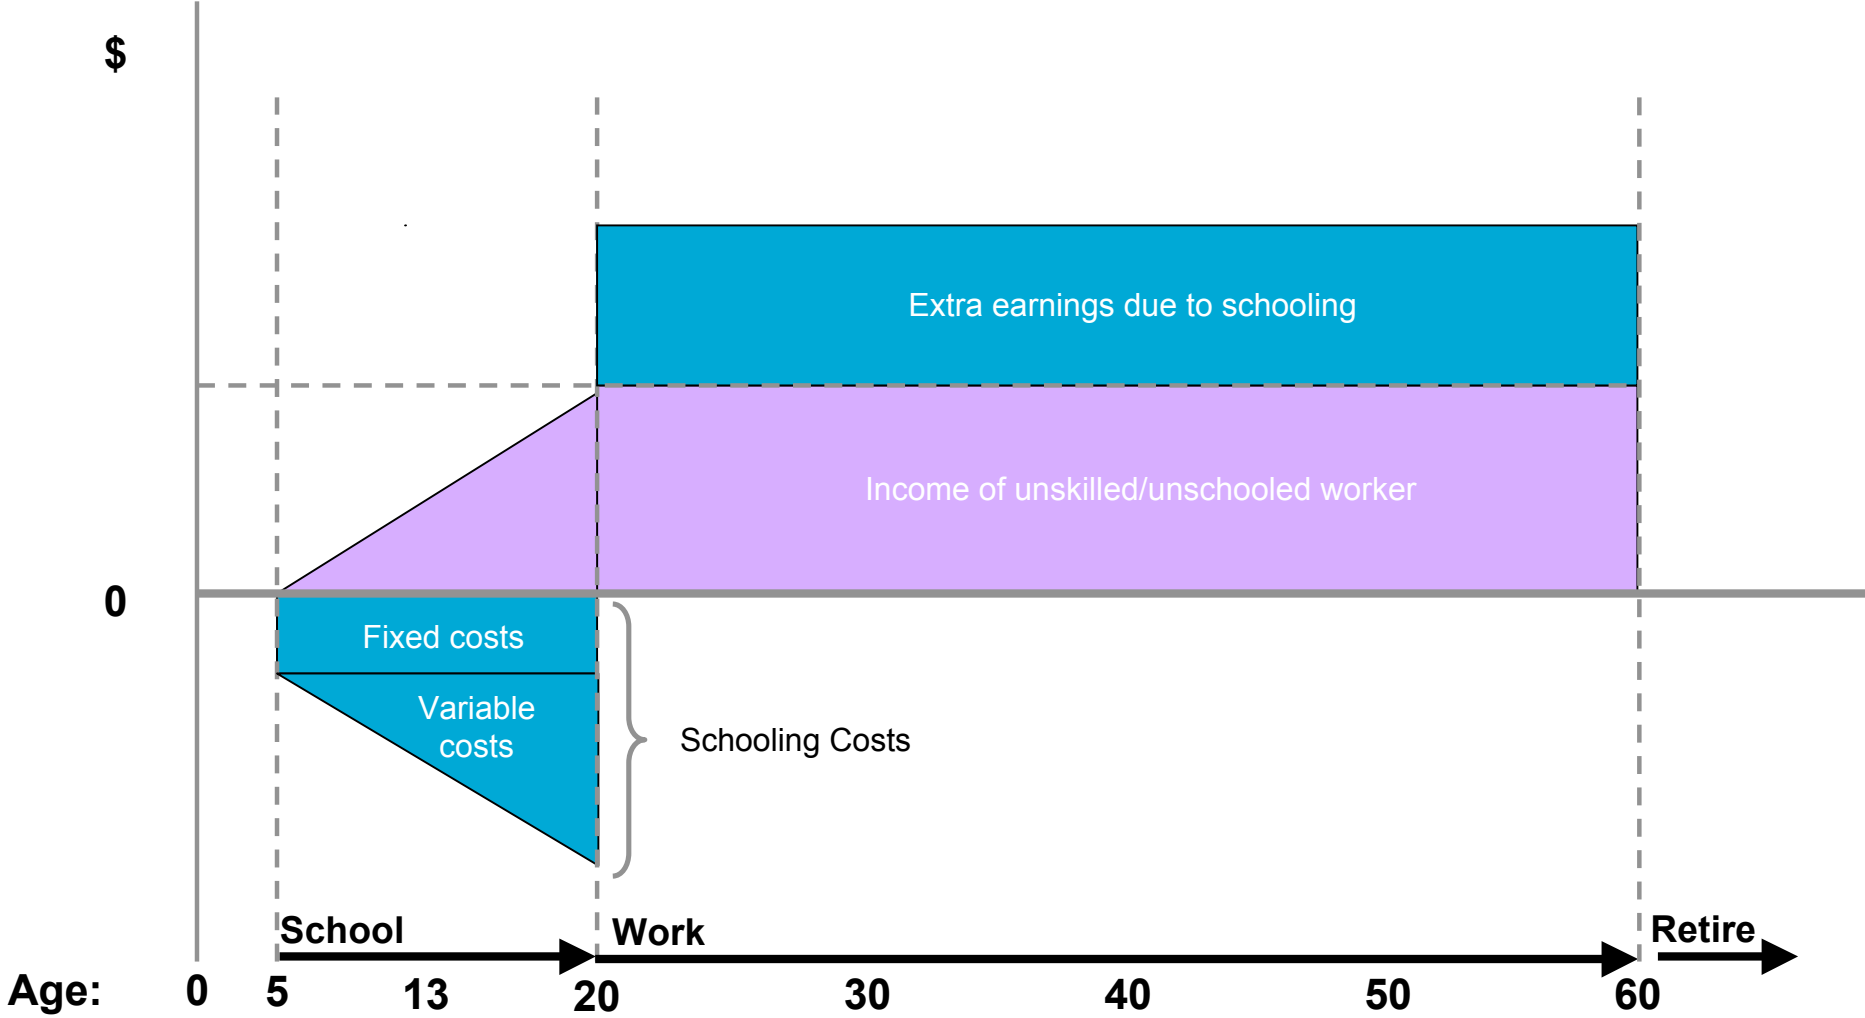 $
Extra earnings due to schooling
Income of unskilled/unschooled worker
0
Fixed costs
Variable
costs
Schooling Costs
School
Work
Retire
Age: 0 5 13 20 30 40 50 60